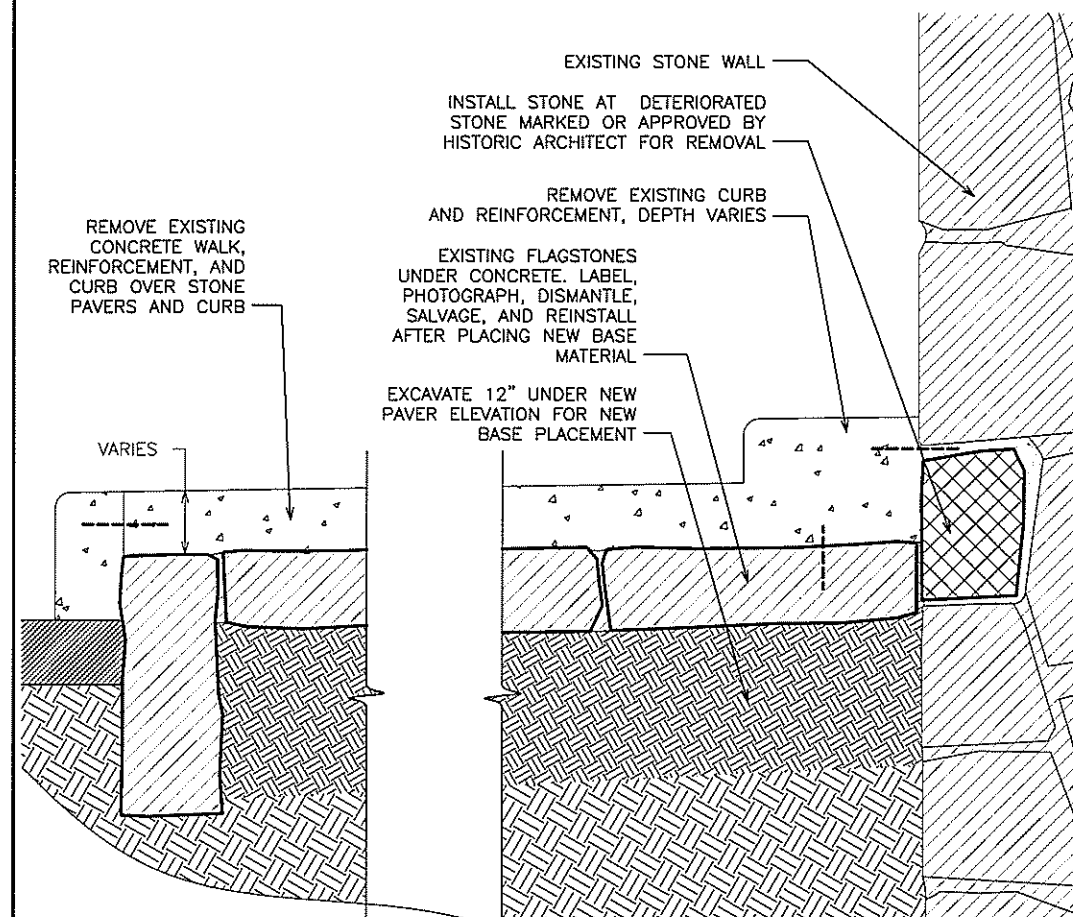 EXISTING STONE WALL
INSTALL STONE AT DETERIORATED
STONE MARKED OR APPROVED BY
HISTORIC ARCHITECT FOR REMOVAL
REMOVE EXISTING CURB
AND REINFORCEMENT, DEPTH VARIES
REMOVE EXISTING
CONCRETE WALK,
REINFORCEMENT, AND
CURB OVER STONE
PAVERS AND CURB
EXISTING FLAGSTONES
UNDER CONCRETE. LABEL,
PHOTOGRAPH, DISMANTLE,
SALVAGE, AND REINSTALL
AFTER PLACING NEW BASE
MATERIAL
EXCAVATE 12" UNDER NEW
PAVER ELEVATION FOR NEW
BASE PLACEMENT
VARIES